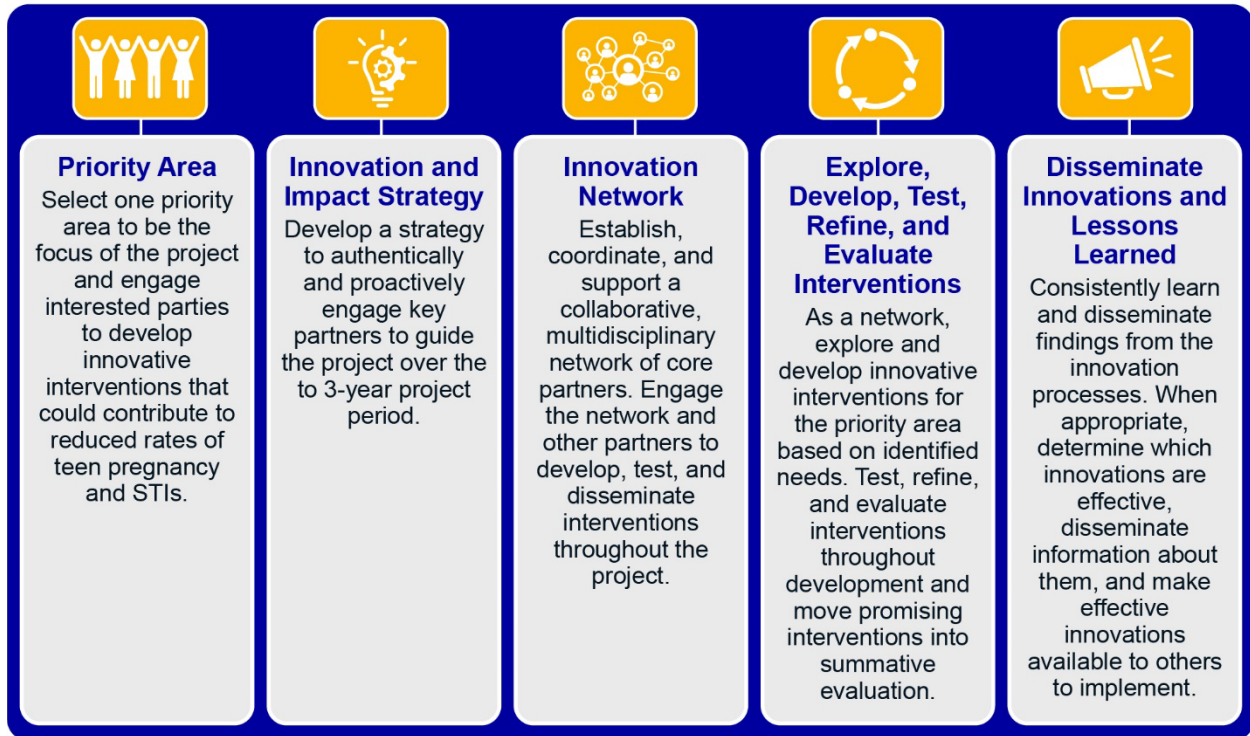 Priority Area
Select one priority
area to be the
focus of the project
and engage
interested parties
to develop
innovative
interventions that
could contribute to
reduced rates of
teen pregnancy
and STIs.
Innovation and
Impact Strategy
Develop a strategy
to authentically
and proactively
engage key
partners to guide
the project over the
to 3-year project
period.
Innovation
Network
Establish,
coordinate, and
support a
collaborative,
multidisciplinary
network of core
partners. Engage
the network and
other partners to
develop, test, and
disseminate
interventions
throughout the
project.
Explore,
Develop, Test,
Refine, and
Evaluate
Interventions
As a network,
explore and
develop innovative
interventions for
the priority area
based on identified
needs. Test, refine,
and evaluate
interventions
throughout
development and
move promising
interventions into
summative
evaluation.
Disseminate
Innovations and
Lessons
Learned
Consistently learn
and disseminate
findings from the
innovation
processes. When
appropriate,
determine which
innovations are
effective,
disseminate
information about
them, and make
effective
innovations
available to others
to implement.